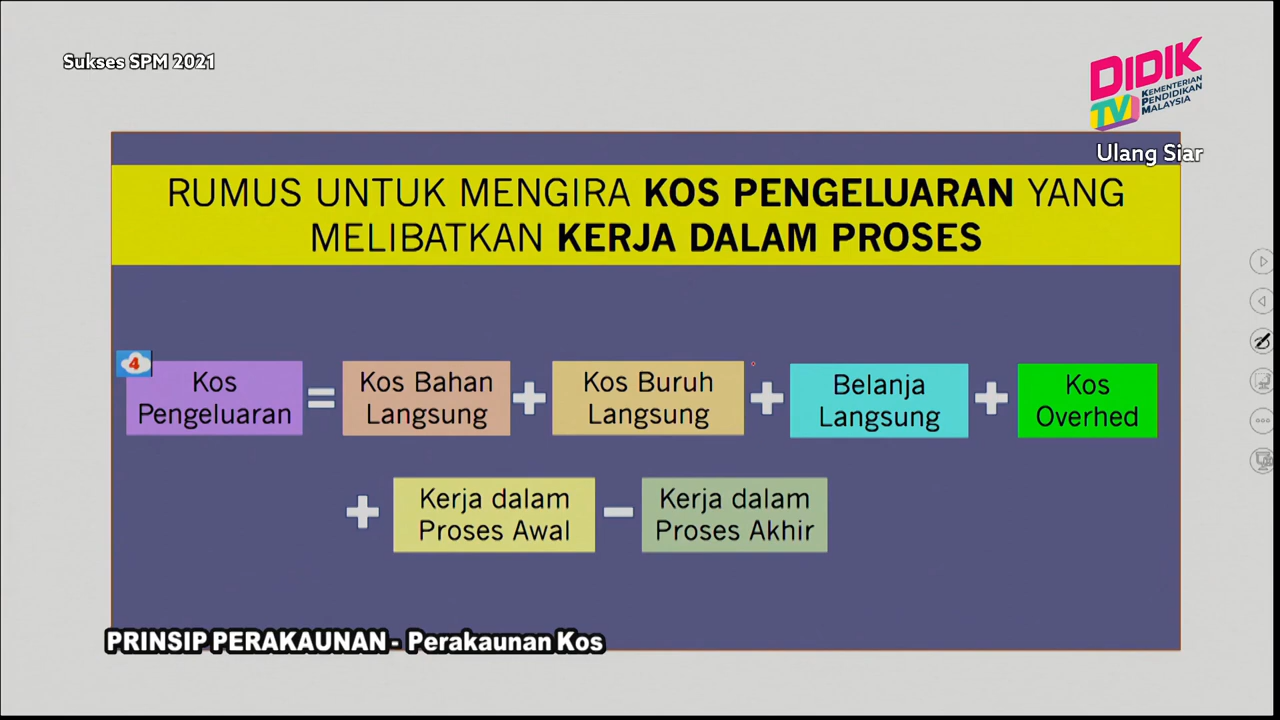 Sukses SPM 2021
DIDIK
TV
KEMENTERIAN
PENDIDIKAN
MALAYSIA
Ulang Siar
RUMUS UNTUK MENGIRA KOS PENGELUARAN YANG
MELIBATKAN KERJA DALAM PROSES
4
Kos
Pengeluaran
=
Kos Bahan
Langsung
+
Kos Buruh
Langsung
+
Belanja
Langsung
+
Kos
Overhed
+
Kerja dalam
Proses Awal
−
Kerja dalam
Proses Akhir
PRINSIP PERAKAUNAN - Perakaunan Kos